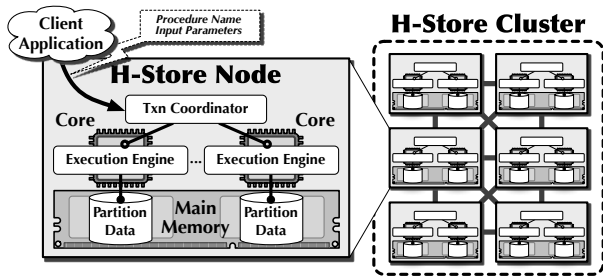 Client
Application
Procedure Name
Input Parameters
H-Store Cluster
H-Store Node
Txn Coordinator
Core
Core
Execution Engine
...
Execution Engine
Partition
Data
Main
Memory
Partition
Data